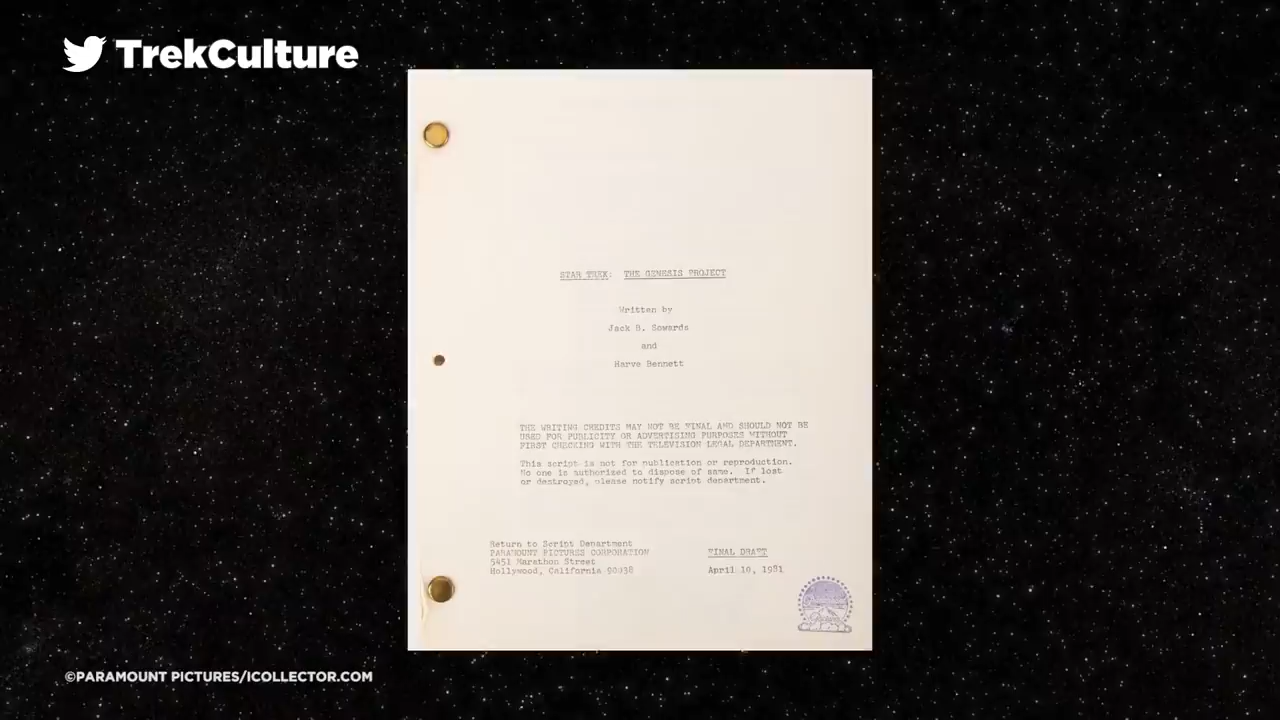 TrekCulture
STAR TREK: THE GENESIS PROJECT
Written by
Jack B. Sowards
and
Harve Bennett
THE WRITING CREDITS MAY NOT BE FINAL AND SHOULD NOT BE
USED FOR PUBLICITY OR ADVERTISING PURPOSES WITHOUT
FIRST CHECKING WITH THE TELEVISION LEGAL DEPARTMENT.
This script is not for publication or reproduction.
No one is authorized to dispose of same. If lost
or destroyed, please notify script department.
Return to Script Department
PARAMOUNT PICTURES CORPORATION
5451 Marathon Street
Hollywood, California 90038
FINAL DRAFT
April 10, 1981
©PARAMOUNT PICTURES/ICOLLECTOR.COM